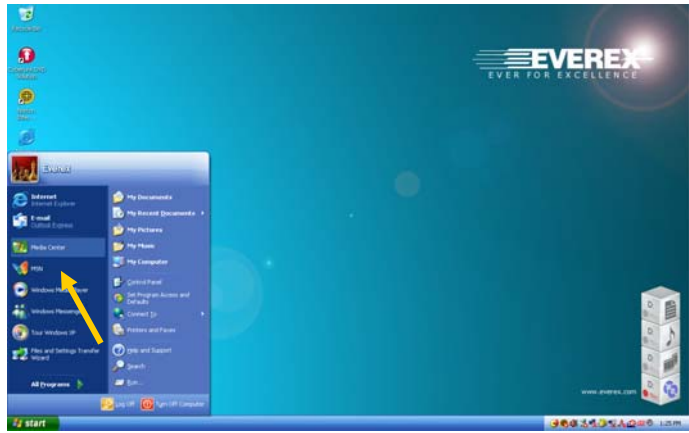 EVEREX
EVER FOR EXCELLENCE
Everex
Internet
Internet Explorer
E-mail
Outlook Express
Media Center
MSN
Windows Media Player
Windows Messenger
Tour Windows XP
Files and Settings Transfer
Wizard
All Programs
My Documents
My Recent Documents
My Pictures
My Music
My Computer
Control Panel
Set Program Access and
Defaults
Connect To
Printers and Faxes
Help and Support
Search
Run...
Log Off
Turn Off Computer
www.everex.com
start
1:25 PM